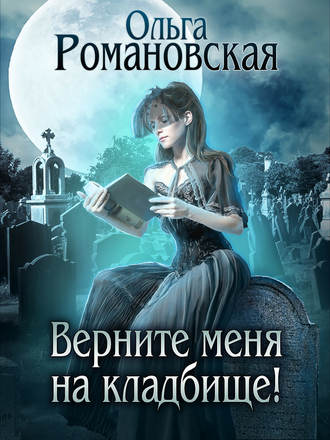 Ольга
Романовская
Верните меня
на кладбище!